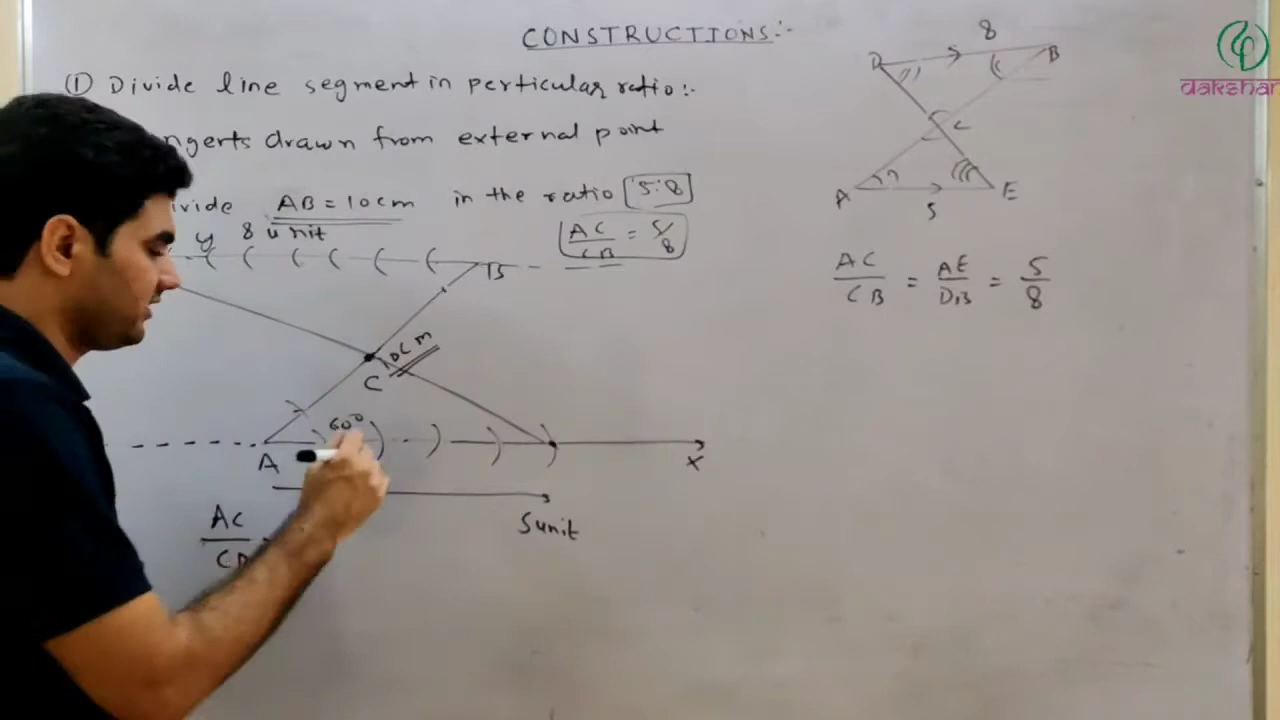 CONSTRUCTIONS:-
① Divide line segment in perticular ratio:-
ngents drawn from external point
ivide AB = 10cm in the ratio 5:8
y 8 unit
AC/CB = 5/8
B
10cm
C
60°
A
X
5unit
AC
D
8
B
C
A
5
E
AC/CB = AE/DB = 5/8
dakshan